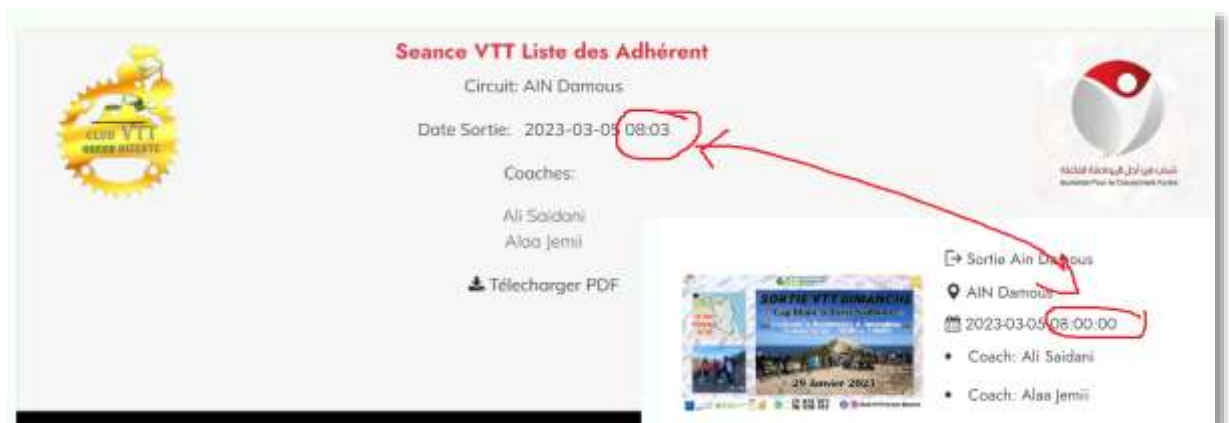 Seance VTT Liste des Adhérent
Circuit: AIN Damous
Date Sortie: 2023-03-05 08:03
Coaches:
Ali Saidani
Alaa Jemii
Télecharger PDF
CLUB VTT
Sortie Ain Damous
AIN Damous
2023-03-05 08:00:00
Coach: Ali Saidani
Coach: Alaa Jemii
SORTIE VTT DIMANCHE
29 Janvier 2023